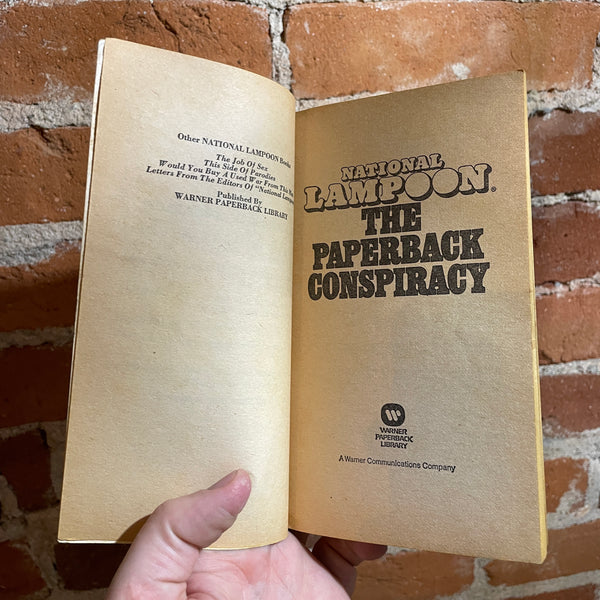 Other NATIONAL LAMPOON
The Job Of Sex
This Side Of Parodies
Would You Buy A Used War From This
Letters From The Editors Of "National
Published By
WARNER PAPERBACK LIBRARY
NATIONAL
LAMPOON®
THE
PAPERBACK
CONSPIRACY
WARNER
PAPERBACK
LIBRARY
A Warner Communications Company